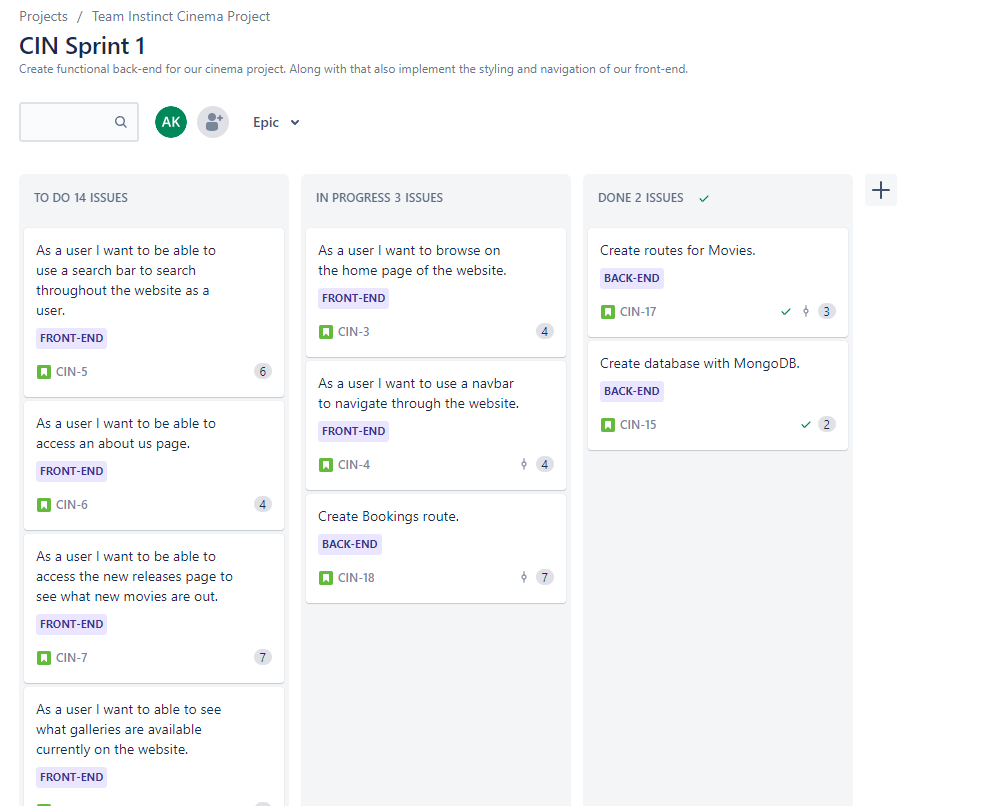 Projects / Team Instinct Cinema Project
CIN Sprint 1
Create functional back-end for our cinema project. Along with that also implement the styling and navigation of our front-end.
AK
Epic
TO DO 14 ISSUES
As a user I want to be able to
use a search bar to search
throughout the website as a
user.
FRONT-END
CIN-5
6
As a user I want to be able to
access an about us page.
FRONT-END
CIN-6
4
As a user I want to be able to
access the new releases page to
see what new movies are out.
FRONT-END
CIN-7
7
As a user I want to able to see
what galleries are available
currently on the website.
FRONT-END
IN PROGRESS 3 ISSUES
As a user I want to browse on
the home page of the website.
FRONT-END
CIN-3
4
As a user I want to use a navbar
to navigate through the website.
FRONT-END
CIN-4
4
Create Bookings route.
BACK-END
CIN-18
7
DONE 2 ISSUES
Create routes for Movies.
BACK-END
CIN-17
3
Create database with MongoDB.
BACK-END
CIN-15
2